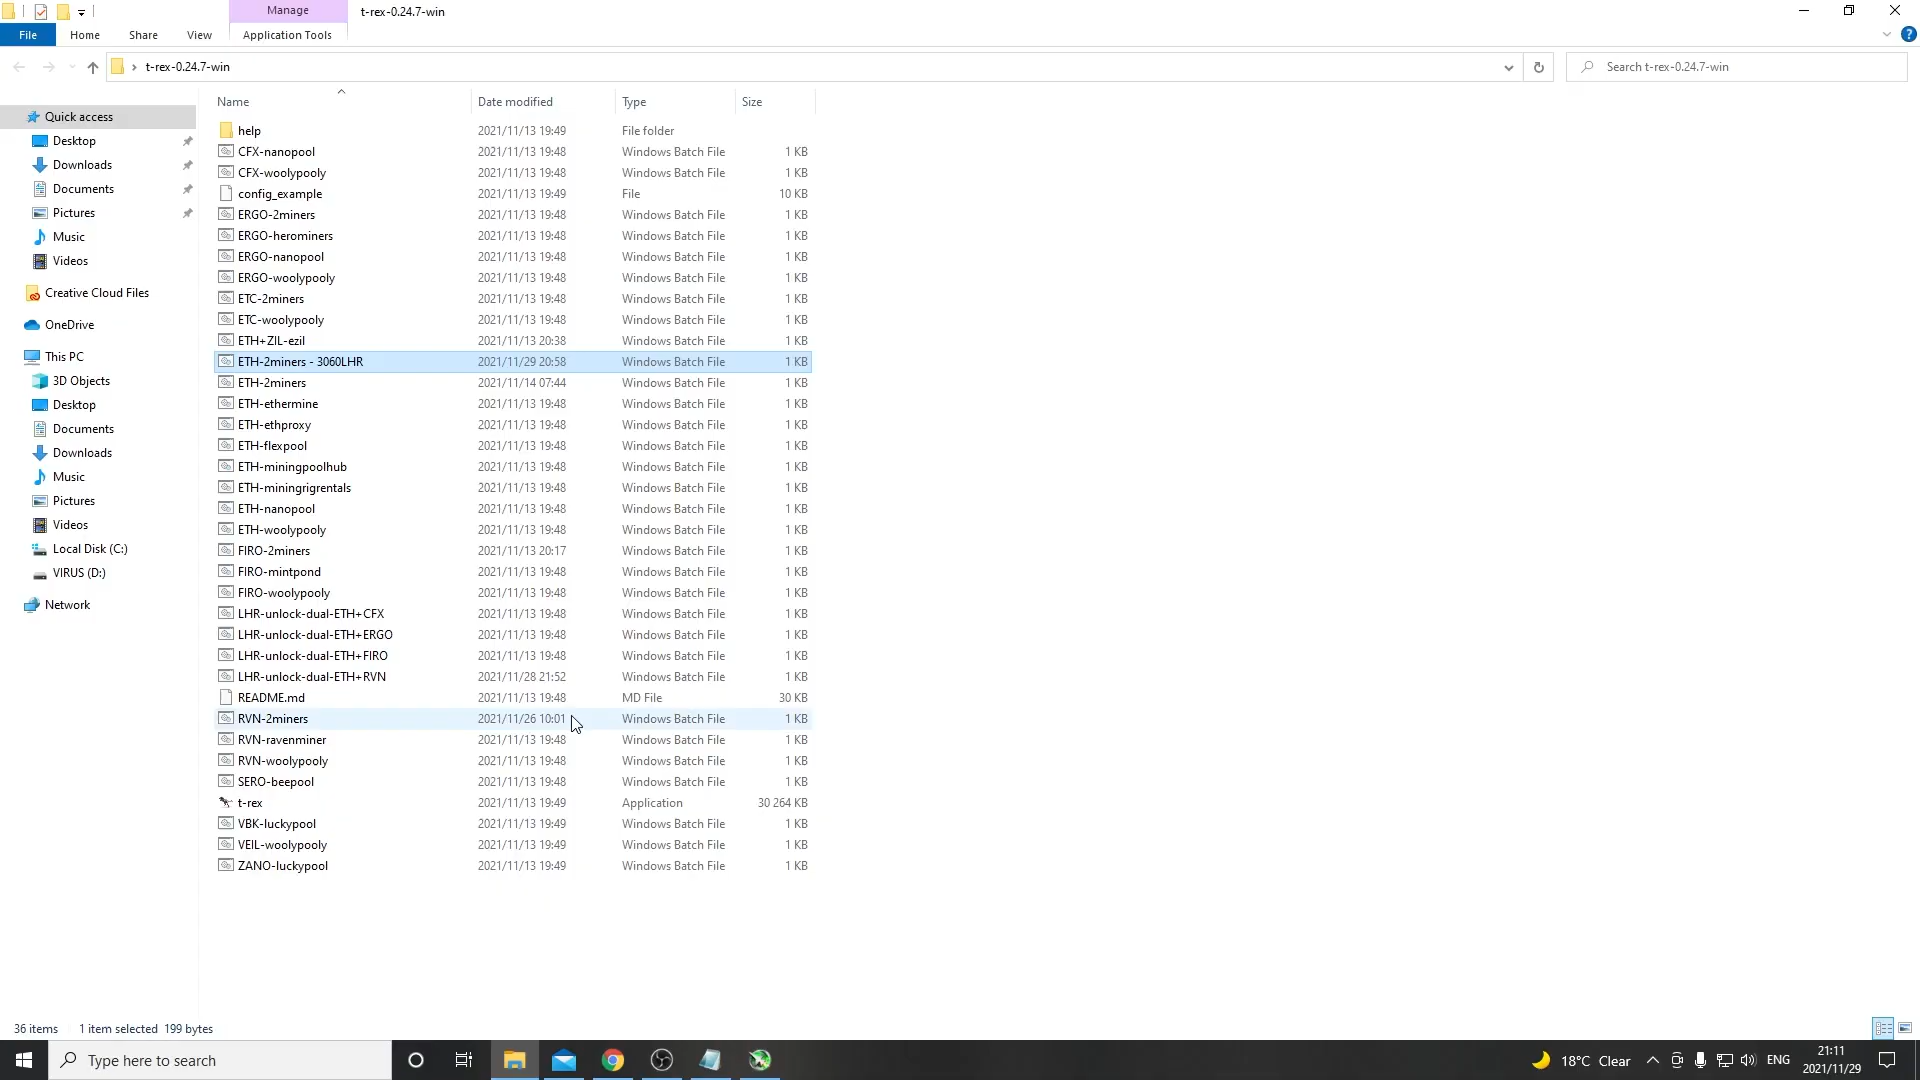 Manage
t-rex-0.24.7-win
File
Home
Share
View
Application Tools
t-rex-0.24.7-win
Search t-rex-0.24.7-win
Name
Date modified
Type
Size
Quick access
Desktop
Downloads
Documents
Pictures
Music
Videos
Creative Cloud Files
OneDrive
This PC
3D Objects
Desktop
Documents
Downloads
Music
Pictures
Videos
Local Disk (C:)
VIRUS (D:)
Network
help 2021/11/13 19:49 File folder
CFX-nanopool 2021/11/13 19:48 Windows Batch File 1 KB
CFX-woolypooly 2021/11/13 19:48 Windows Batch File 1 KB
config_example 2021/11/13 19:49 File 10 KB
ERGO-2miners 2021/11/13 19:48 Windows Batch File 1 KB
ERGO-herominers 2021/11/13 19:48 Windows Batch File 1 KB
ERGO-nanopool 2021/11/13 19:48 Windows Batch File 1 KB
ERGO-woolypooly 2021/11/13 19:48 Windows Batch File 1 KB
ETC-2miners 2021/11/13 19:48 Windows Batch File 1 KB
ETC-woolypooly 2021/11/13 19:48 Windows Batch File 1 KB
ETH+ZIL-ezil 2021/11/13 20:38 Windows Batch File 1 KB
ETH-2miners - 3060LHR 2021/11/29 20:58 Windows Batch File 1 KB
ETH-2miners 2021/11/14 07:44 Windows Batch File 1 KB
ETH-ethermine 2021/11/13 19:48 Windows Batch File 1 KB
ETH-ethproxy 2021/11/13 19:48 Windows Batch File 1 KB
ETH-flexpool 2021/11/13 19:48 Windows Batch File 1 KB
ETH-miningpoolhub 2021/11/13 19:48 Windows Batch File 1 KB
ETH-miningrigrentals 2021/11/13 19:48 Windows Batch File 1 KB
ETH-nanopool 2021/11/13 19:48 Windows Batch File 1 KB
ETH-woolypooly 2021/11/13 19:48 Windows Batch File 1 KB
FIRO-2miners 2021/11/13 20:17 Windows Batch File 1 KB
FIRO-mintpond 2021/11/13 19:48 Windows Batch File 1 KB
FIRO-woolypooly 2021/11/13 19:48 Windows Batch File 1 KB
LHR-unlock-dual-ETH+CFX 2021/11/13 19:48 Windows Batch File 1 KB
LHR-unlock-dual-ETH+ERGO 2021/11/13 19:48 Windows Batch File 1 KB
LHR-unlock-dual-ETH+FIRO 2021/11/13 19:48 Windows Batch File 1 KB
LHR-unlock-dual-ETH+RVN 2021/11/28 21:52 Windows Batch File 1 KB
README.md 2021/11/13 19:48 MD File 30 KB
RVN-2miners 2021/11/26 10:01 Windows Batch File 1 KB
RVN-ravenminer 2021/11/13 19:48 Windows Batch File 1 KB
RVN-woolypooly 2021/11/13 19:48 Windows Batch File 1 KB
SERO-beepool 2021/11/13 19:48 Windows Batch File 1 KB
t-rex 2021/11/13 19:49 Application 30 264 KB
VBK-luckypool 2021/11/13 19:49 Windows Batch File 1 KB
VEIL-woolypooly 2021/11/13 19:49 Windows Batch File 1 KB
ZANO-luckypool 2021/11/13 19:49 Windows Batch File 1 KB
36 items 1 item selected 199 bytes
Type here to search
18°C Clear
ENG
21:11
2021/11/29